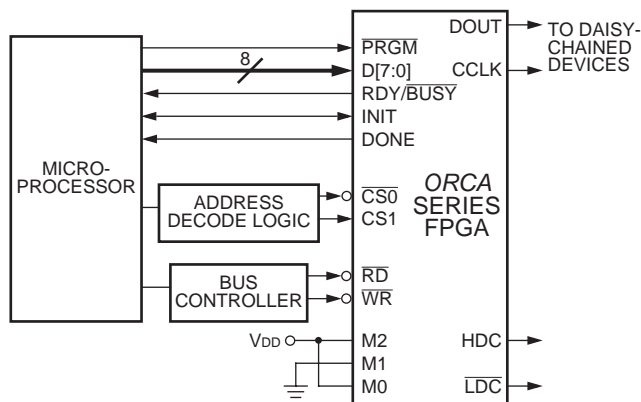 DOUT
TO DAISY-
CHAINED
DEVICES
8
PRGM
D[7:0]
CCLK
RDY/BUSY
INIT
DONE
MICRO-
PROCESSOR
ADDRESS
DECODE LOGIC
CS0
CS1
ORCA
SERIES
FPGA
BUS
CONTROLLER
RD
WR
VDD
M2
HDC
M1
M0
LDC